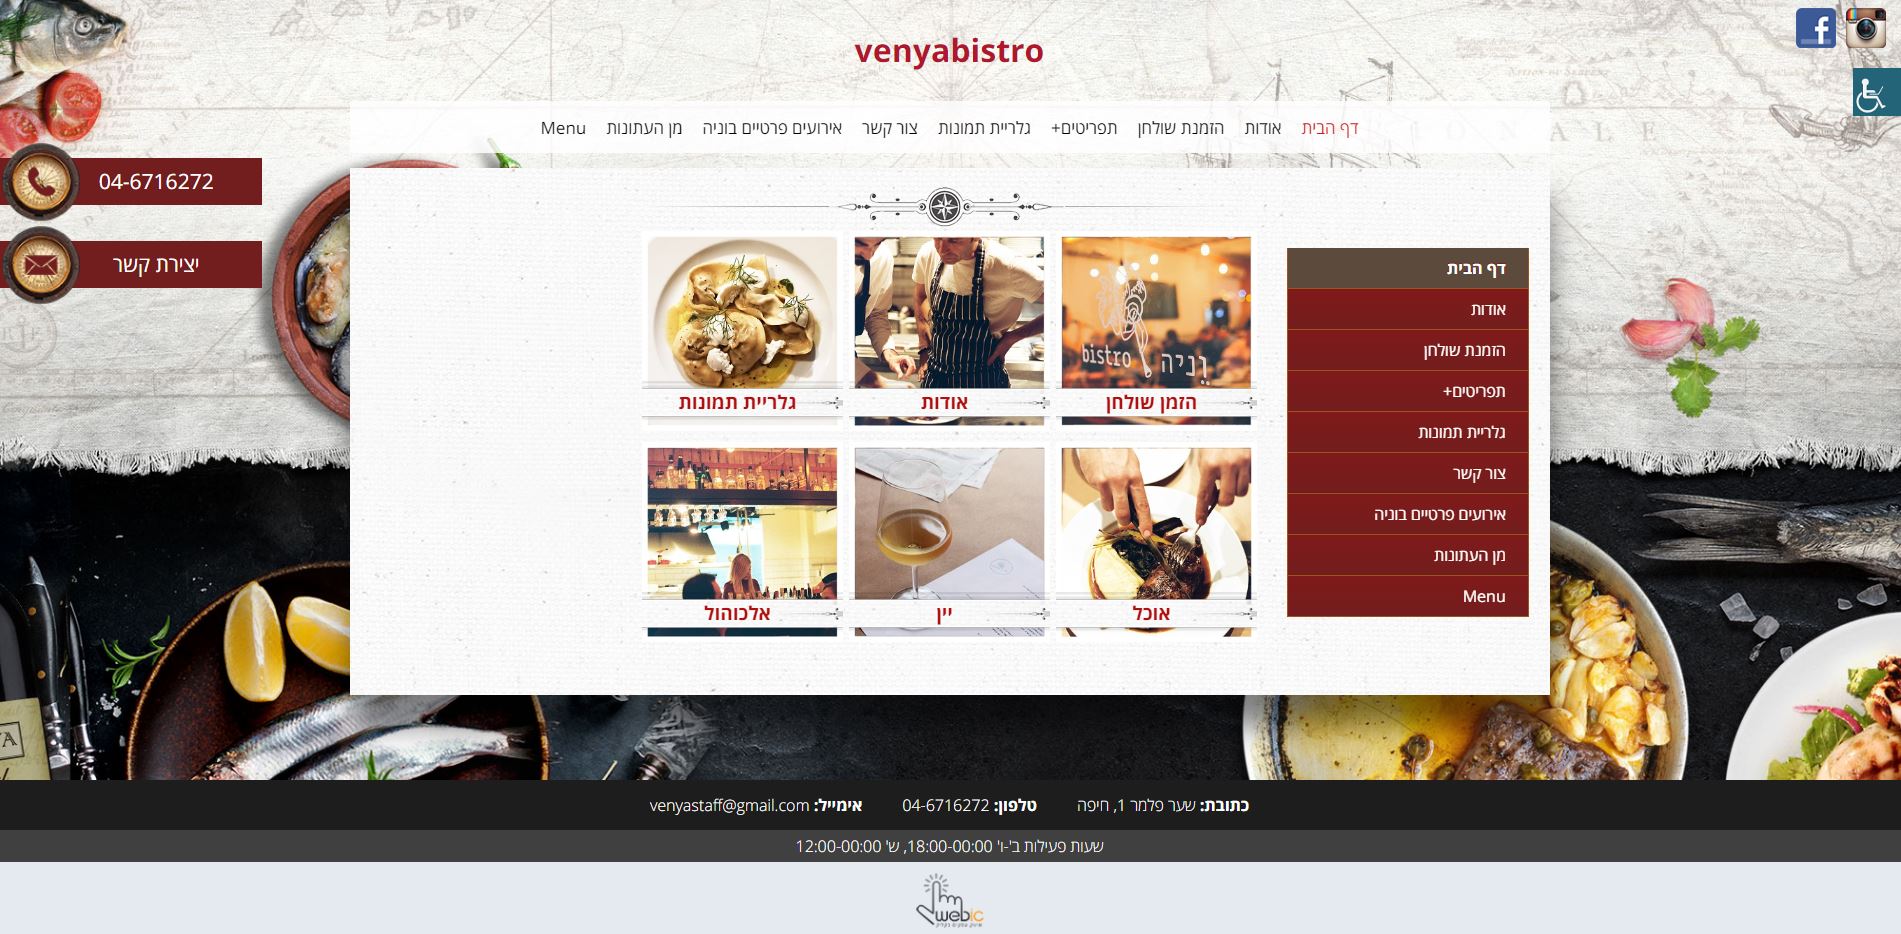 venyabistro
דף הבית אודות הזמנת שולחן תפריטים+ גלריית תמונות צור קשר אירועים פרטיים בוניה מן העתונות Menu
04-6716272
יצירת קשר
דף הבית
אודות
הזמנת שולחן
תפריטים+
גלריית תמונות
צור קשר
אירועים פרטיים בוניה
מן העתונות
Menu
bistro וֶניה
הזמן שולחן
אודות
גלריית תמונות
אוכל
יין
אלכוהול
כתובת: שער פלמר 1, חיפה טלפון: 04-6716272 אימייל: venyastaff@gmail.com
שעות פעילות ב'-ו' 18:00-00:00, ש' 12:00-00:00
webic